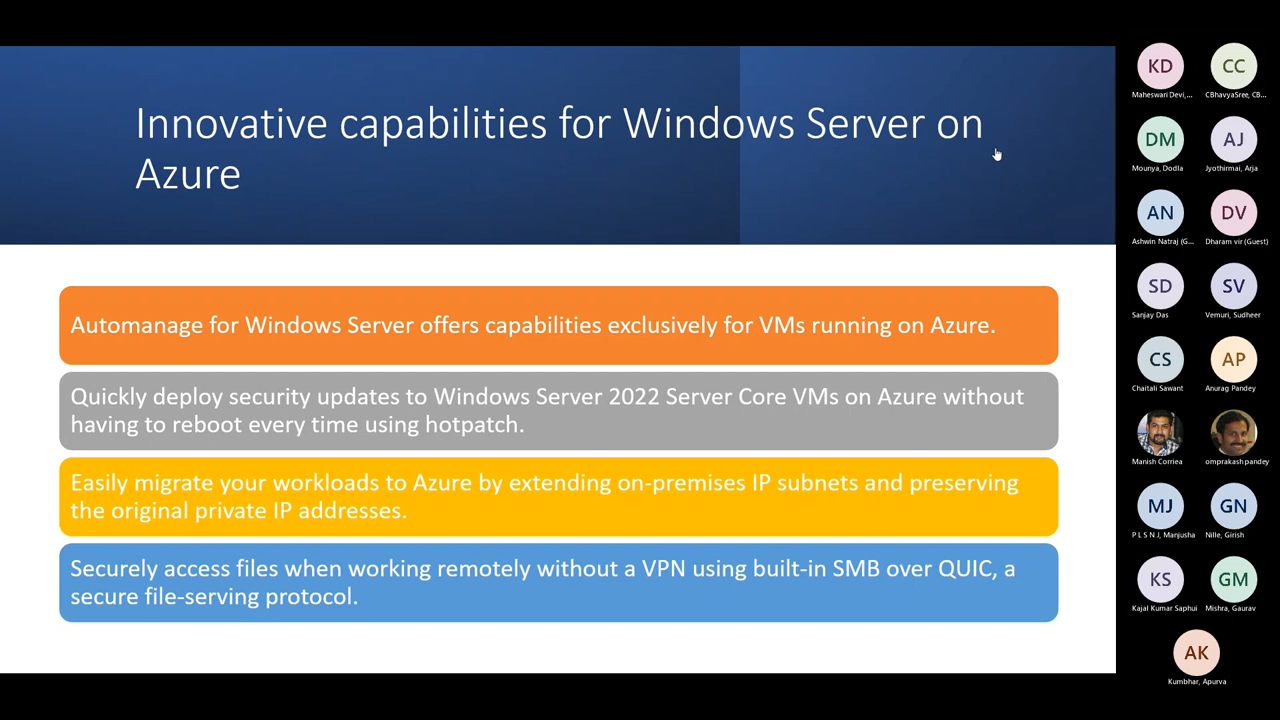 Innovative capabilities for Windows Server on
Azure
Automanage for Windows Server offers capabilities exclusively for VMs running on Azure.
Quickly deploy security updates to Windows Server 2022 Server Core VMs on Azure without
having to reboot every time using hotpatch.
Easily migrate your workloads to Azure by extending on-premises IP subnets and preserving
the original private IP addresses.
Securely access files when working remotely without a VPN using built-in SMB over QUIC, a
secure file-serving protocol.
KD
CC
Maheswari Devi,...
CBhavyaSree, CB...
DM
AJ
Mounya, Dodla
Jyothirmai, Arja
AN
DV
Ashwin Natraj (G...
Dharam vir (Guest)
SD
SV
Sanjay Das
Vemuri, Sudheer
CS
AP
Chaitali Sawant
Anurag Pandey
Manish Corriea
omprakash pandey
MJ
GN
P L S N J, Manjusha
Nille, Girish
KS
GM
Kajal Kumar Saphui
Mishra, Gaurav
AK
Kumbhar, Apurva